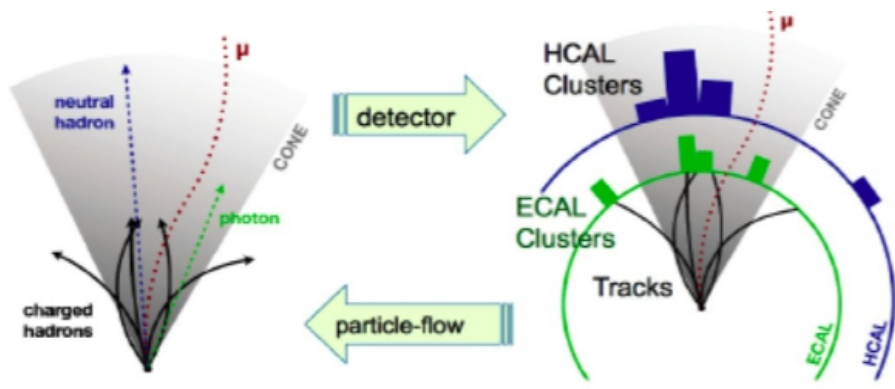 μ
neutral
hadron
CONE
photon
charged
hadrons
detector
particle-flow
μ
HCAL
Clusters
CONE
ECAL
Clusters
Tracks
ECAL
HCAL